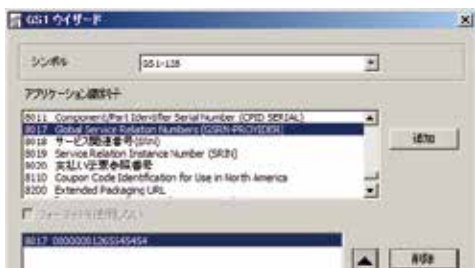 GS1 ウイザード
シンボル
GS1-128
アプリケーション識別子
8011 Component/Part Identifier Serial Number (CPID SERIAL)
8017 Global Service Relation Numbers (GSRN-PROVIDER)
8018 サービス関連番号(SRN)
8019 Service Relation Instance Number (SRIN)
8020 支払い伝票参照番号
8110 Coupon Code Identification for Use in North America
8200 Extended Packaging URL
追加
フォーマットを使用しない
8017
削除